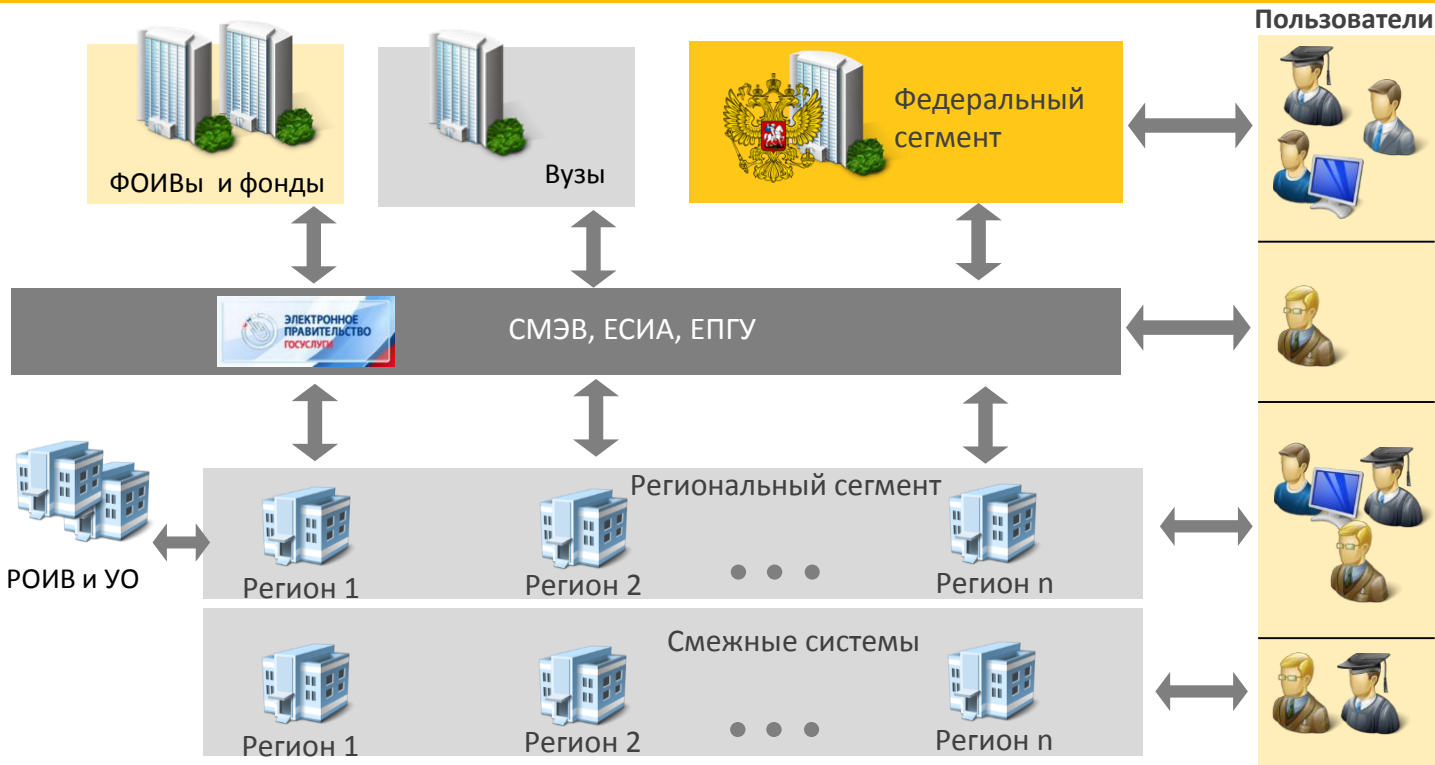 Пользователи
ФОИВы и фонды
Вузы
Федеральный
сегмент
ЭЛЕКТРОННОЕ
ПРАВИТЕЛЬСТВО
ГОСУСЛУГИ
СМЭВ, ЕСИА, ЕПГУ
РОИВ и УО
Региональный сегмент
Регион 1
Регион 2
Регион n
Смежные системы
Регион 1
Регион 2
Регион n